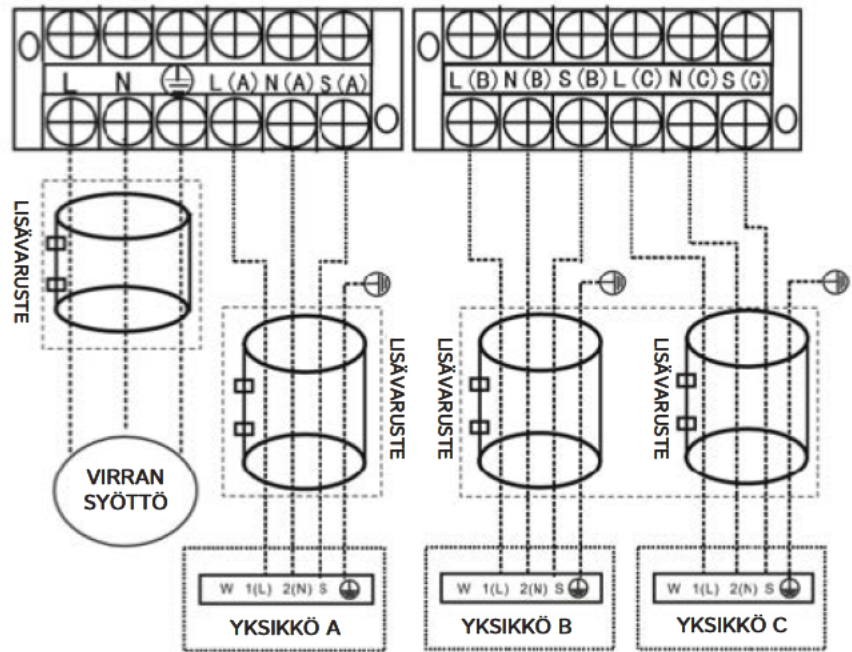 L N L(A) N(A) S(A)
L(B) N(B) S(B) L(C) N(C) S(C)
LISÄVARUSTE
LISÄVARUSTE
LISÄVARUSTE
LISÄVARUSTE
VIRRAN
SYÖTTÖ
W 1(L) 2(N) S
YKSIKKÖ A
W 1(L) 2(N) S
YKSIKKÖ B
W 1(L) 2(N) S
YKSIKKÖ C